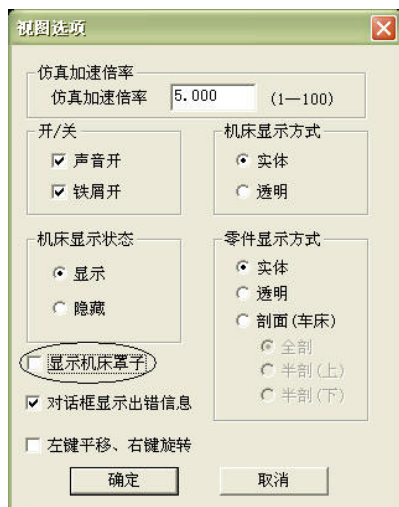 视图选项
仿真加速倍率
仿真加速倍率 5.000 (1—100)
开/关
声音开
铁屑开
机床显示方式
实体
透明
机床显示状态
显示
隐藏
零件显示方式
实体
透明
剖面(车床)
全剖
半剖(上)
半剖(下)
显示机床罩子
对话框显示出错信息
左键平移、右键旋转
确定
取消